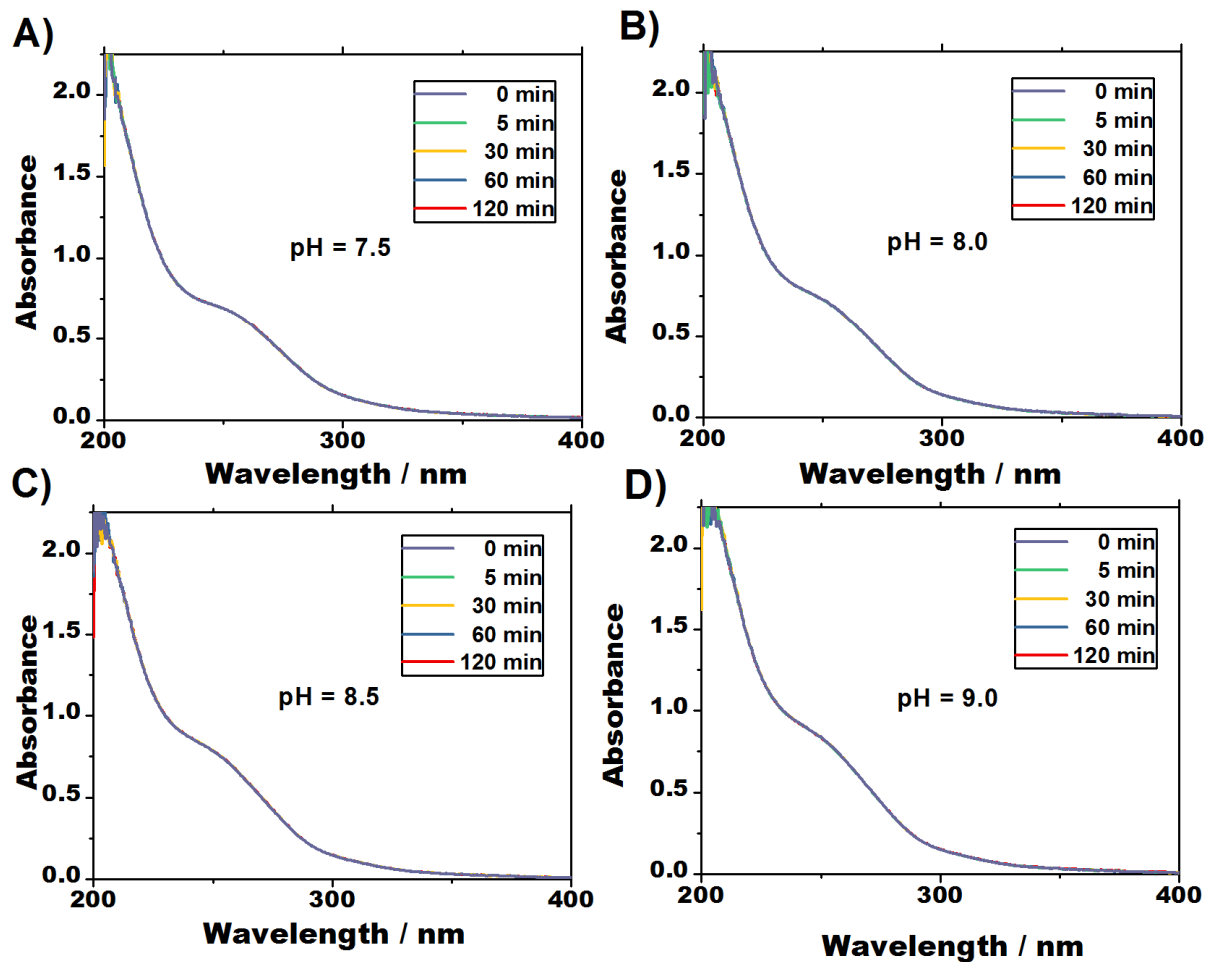 A)
Absorbance
2.0
1.5
1.0
0.5
0.0
200
300
400
Wavelength / nm
0 min
5 min
30 min
60 min
120 min
pH = 7.5
B)
Absorbance
2.0
1.5
1.0
0.5
0.0
200
300
400
Wavelength / nm
0 min
5 min
30 min
60 min
120 min
pH = 8.0
C)
Absorbance
2.0
1.5
1.0
0.5
0.0
200
300
400
Wavelength / nm
0 min
5 min
30 min
60 min
120 min
pH = 8.5
D)
Absorbance
2.0
1.5
1.0
0.5
0.0
200
300
400
Wavelength / nm
0 min
5 min
30 min
60 min
120 min
pH = 9.0